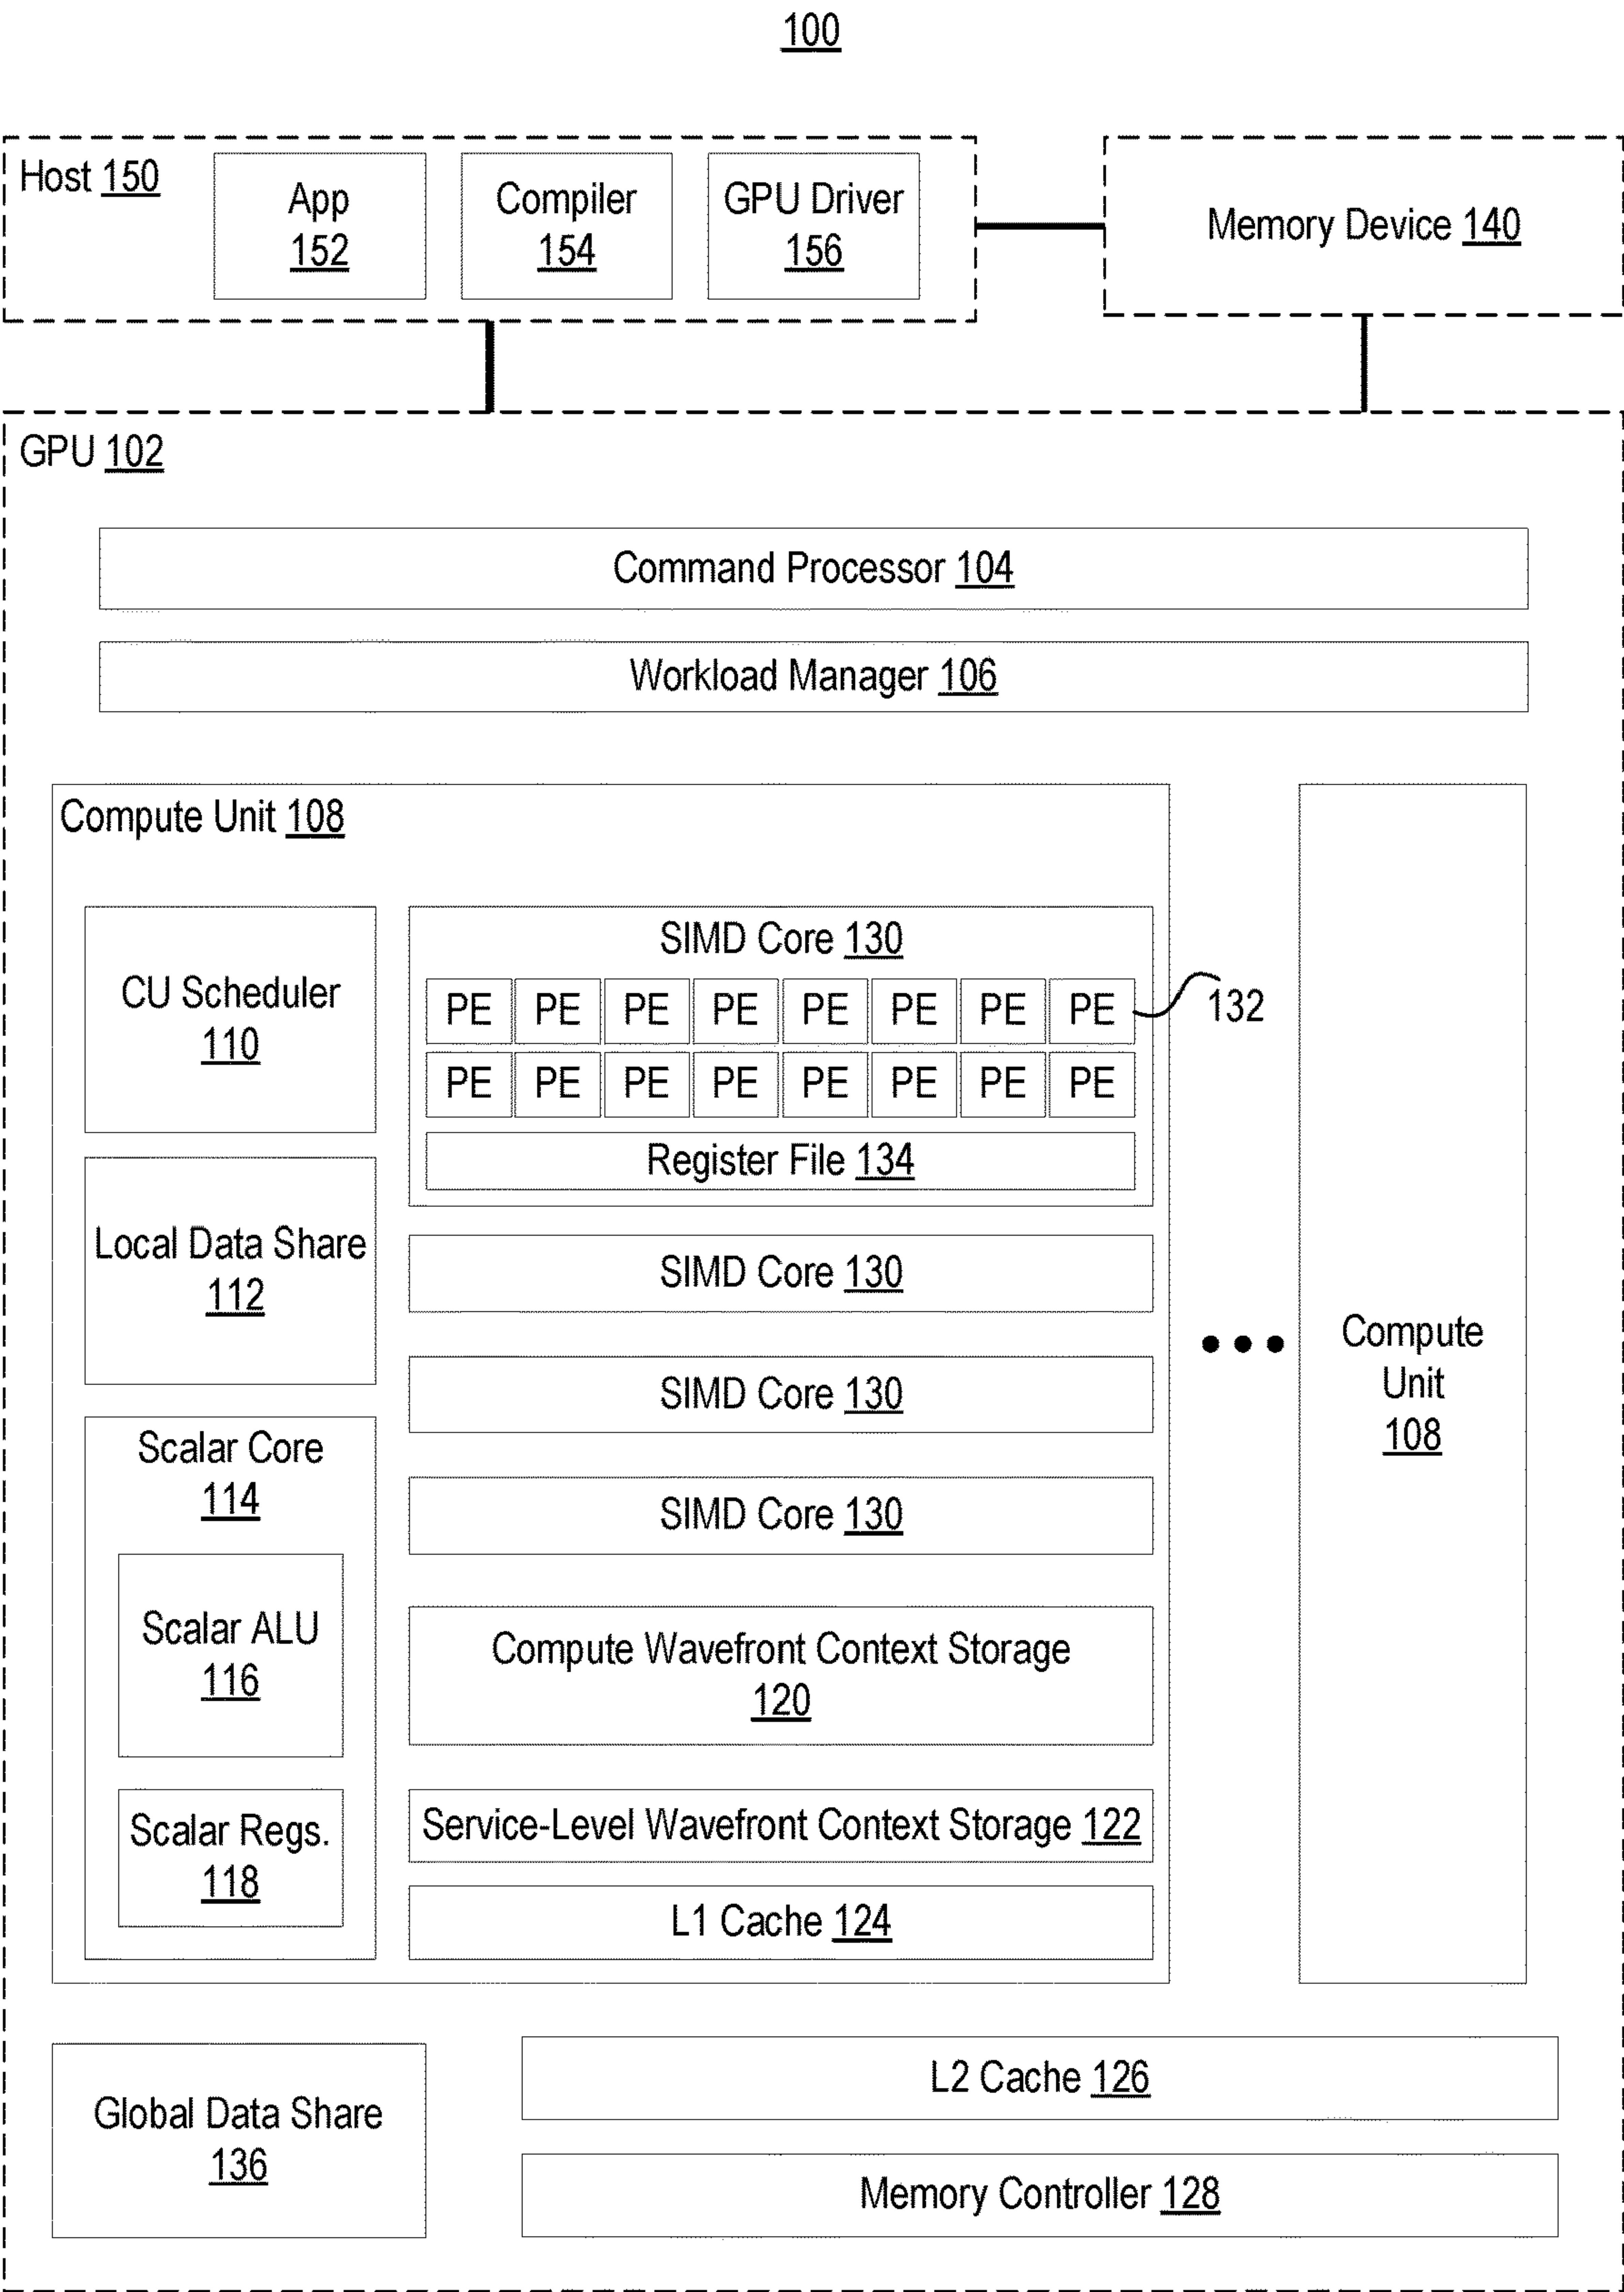 100
Host 150
App
152
Compiler
154
GPU Driver
156
Memory Device 140
GPU 102
Command Processor 104
Workload Manager 106
Compute Unit 108
CU Scheduler
110
SIMD Core 130
PE PE PE PE PE PE PE PE
132
PE PE PE PE PE PE PE PE
Register File 134
Local Data Share
112
SIMD Core 130
SIMD Core 130
SIMD Core 130
Scalar Core
114
Scalar ALU
116
Scalar Regs.
118
Compute Wavefront Context Storage
120
Service-Level Wavefront Context Storage 122
L1 Cache 124
Compute
Unit
108
Global Data Share
136
L2 Cache 126
Memory Controller 128